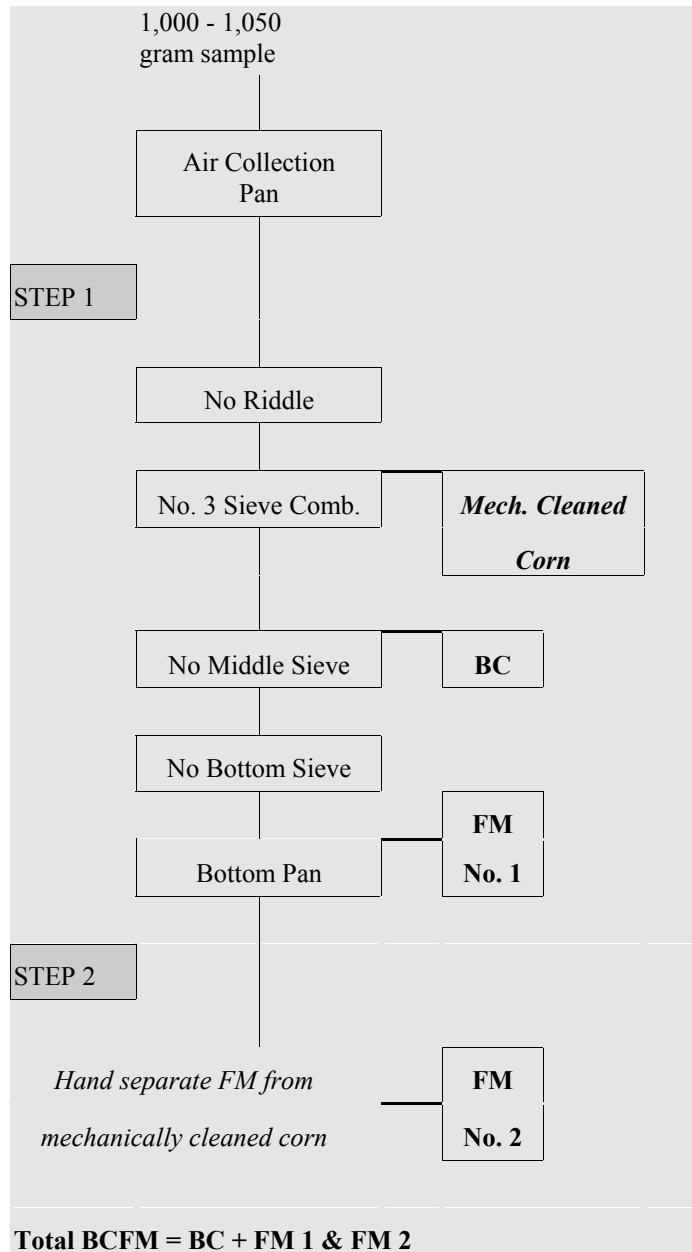 1,000 - 1,050
gram sample
Air Collection
Pan
STEP 1
No Riddle
No. 3 Sieve Comb.
Mech. Cleaned
Corn
No Middle Sieve
BC
No Bottom Sieve
Bottom Pan
FM
No. 1
STEP 2
Hand separate FM from
mechanically cleaned corn
FM
No. 2
Total BCFM = BC + FM 1 & FM 2